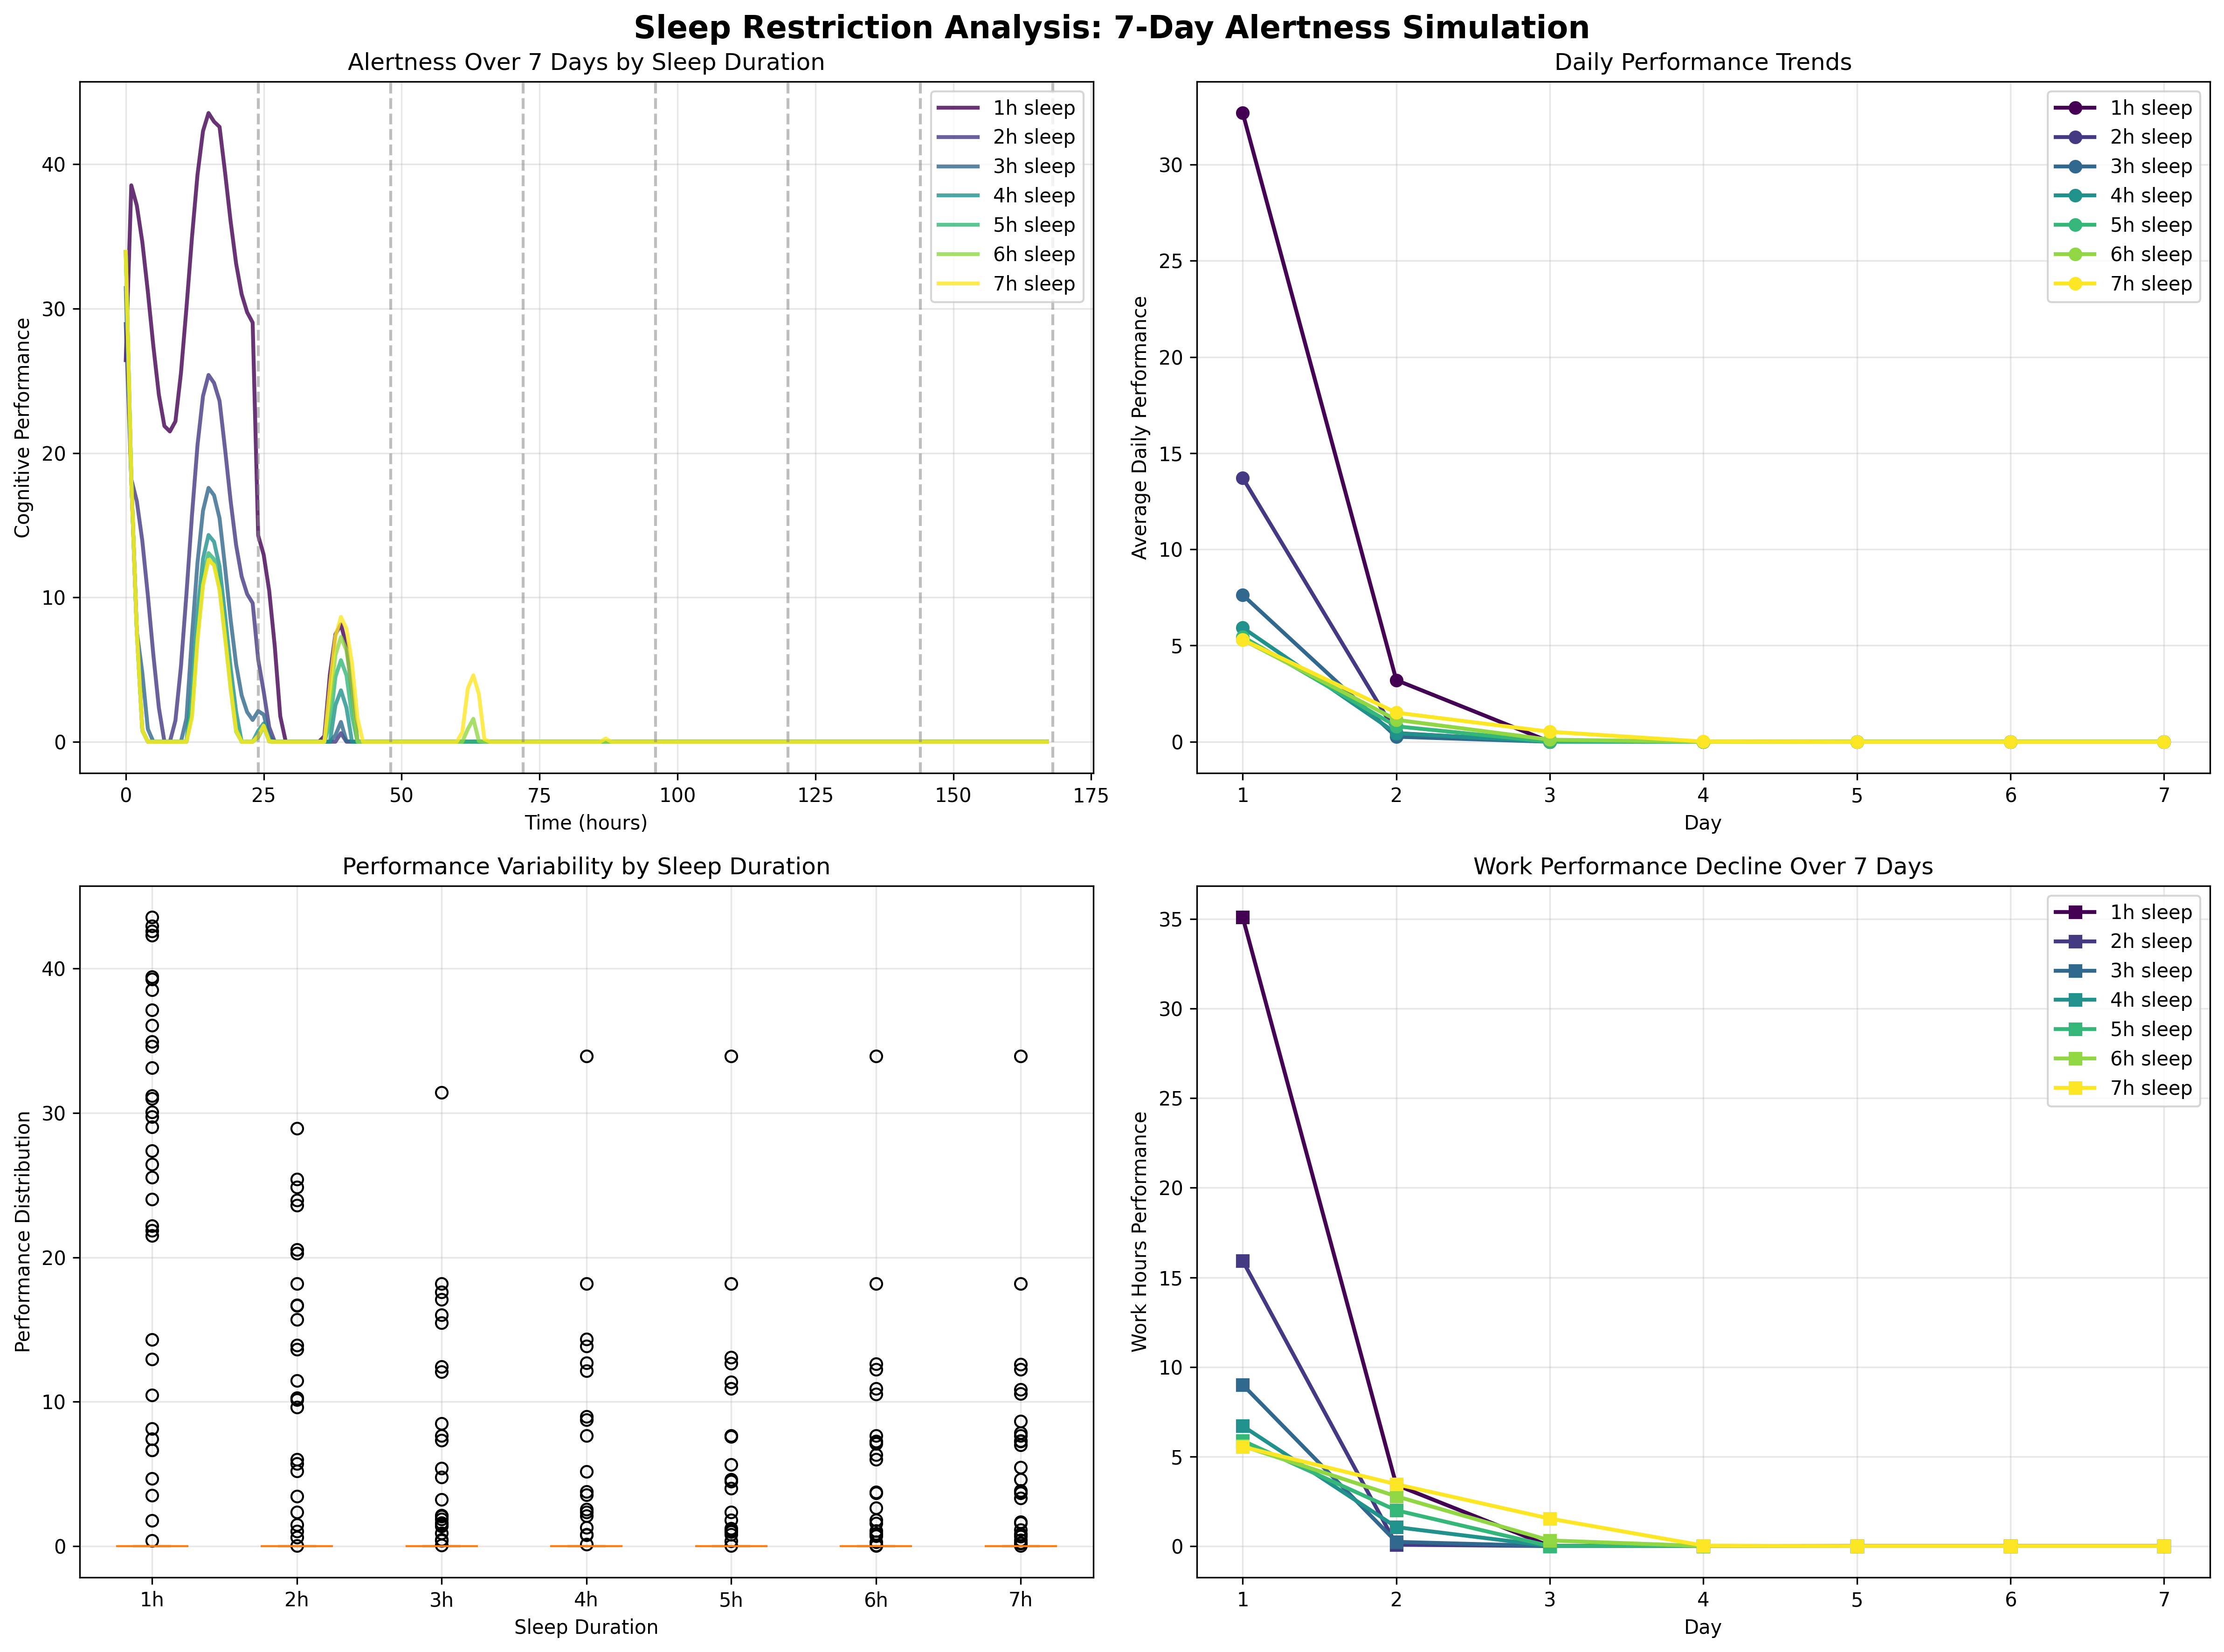 Sleep Restriction Analysis: 7-Day Alertness Simulation
Alertness Over 7 Days by Sleep Duration
Cognitive Performance
40
30
20
10
0
1h sleep
2h sleep
3h sleep
4h sleep
5h sleep
6h sleep
7h sleep
0 25 50 75 100 125 150 175
Time (hours)
Daily Performance Trends
Average Daily Performance
30
25
20
15
10
5
0
1h sleep
2h sleep
3h sleep
4h sleep
5h sleep
6h sleep
7h sleep
1 2 3 4 5 6 7
Day
Performance Variability by Sleep Duration
Performance Distribution
40
30
20
10
0
1h 2h 3h 4h 5h 6h 7h
Sleep Duration
Work Performance Decline Over 7 Days
Work Hours Performance
35
30
25
20
15
10
5
0
1h sleep
2h sleep
3h sleep
4h sleep
5h sleep
6h sleep
7h sleep
1 2 3 4 5 6 7
Day